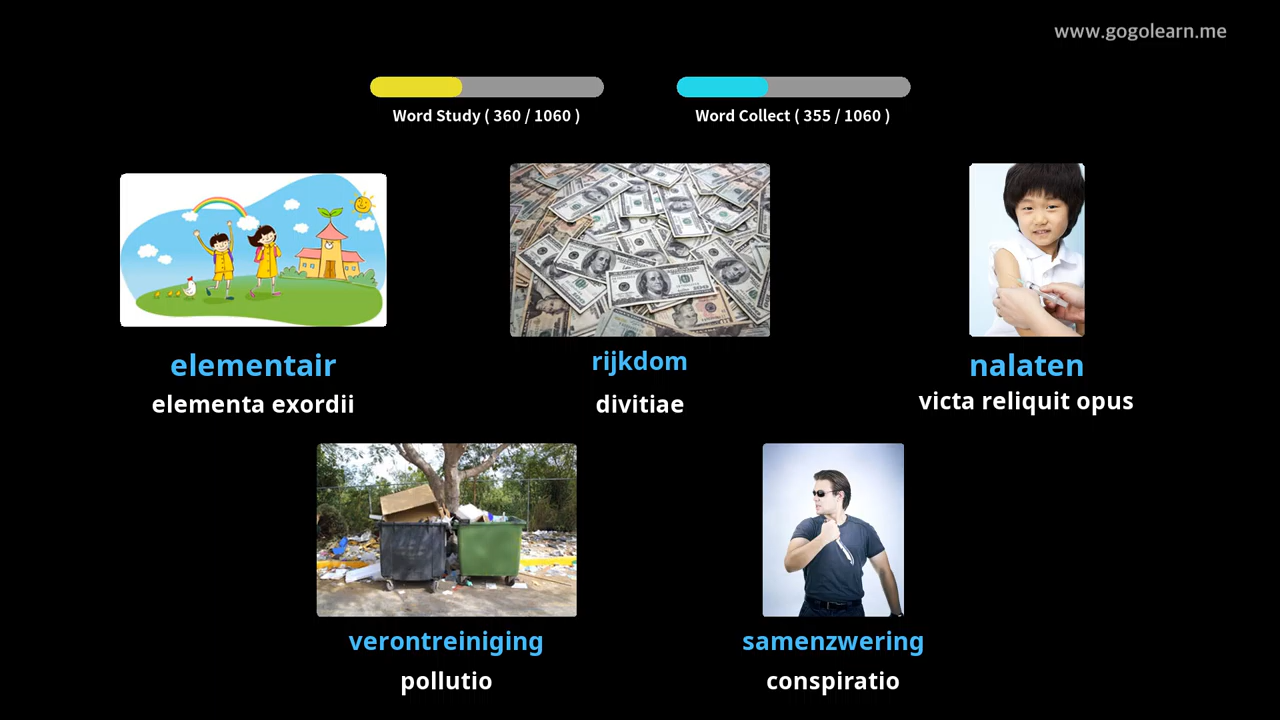 www.gogolearn.me
Word Study ( 360 / 1060 )
Word Collect ( 355 / 1060 )
elementair
elementa exordii
rijkdom
divitiae
nalaten
victa reliquit opus
verontreiniging
pollutio
samenzwering
conspiratio